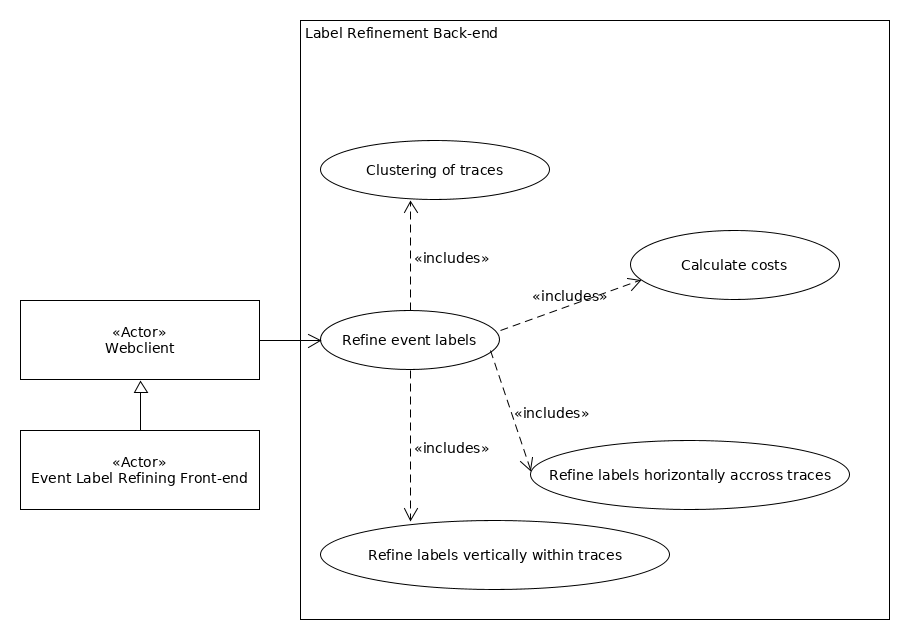 Label Refinement Back-end
Clustering of traces
«includes»
Calculate costs
«includes»
«Actor»
Webclient
Refine event labels
«includes»
«includes»
«Actor»
Event Label Refining Front-end
Refine labels horizontally accross traces
Refine labels vertically within traces